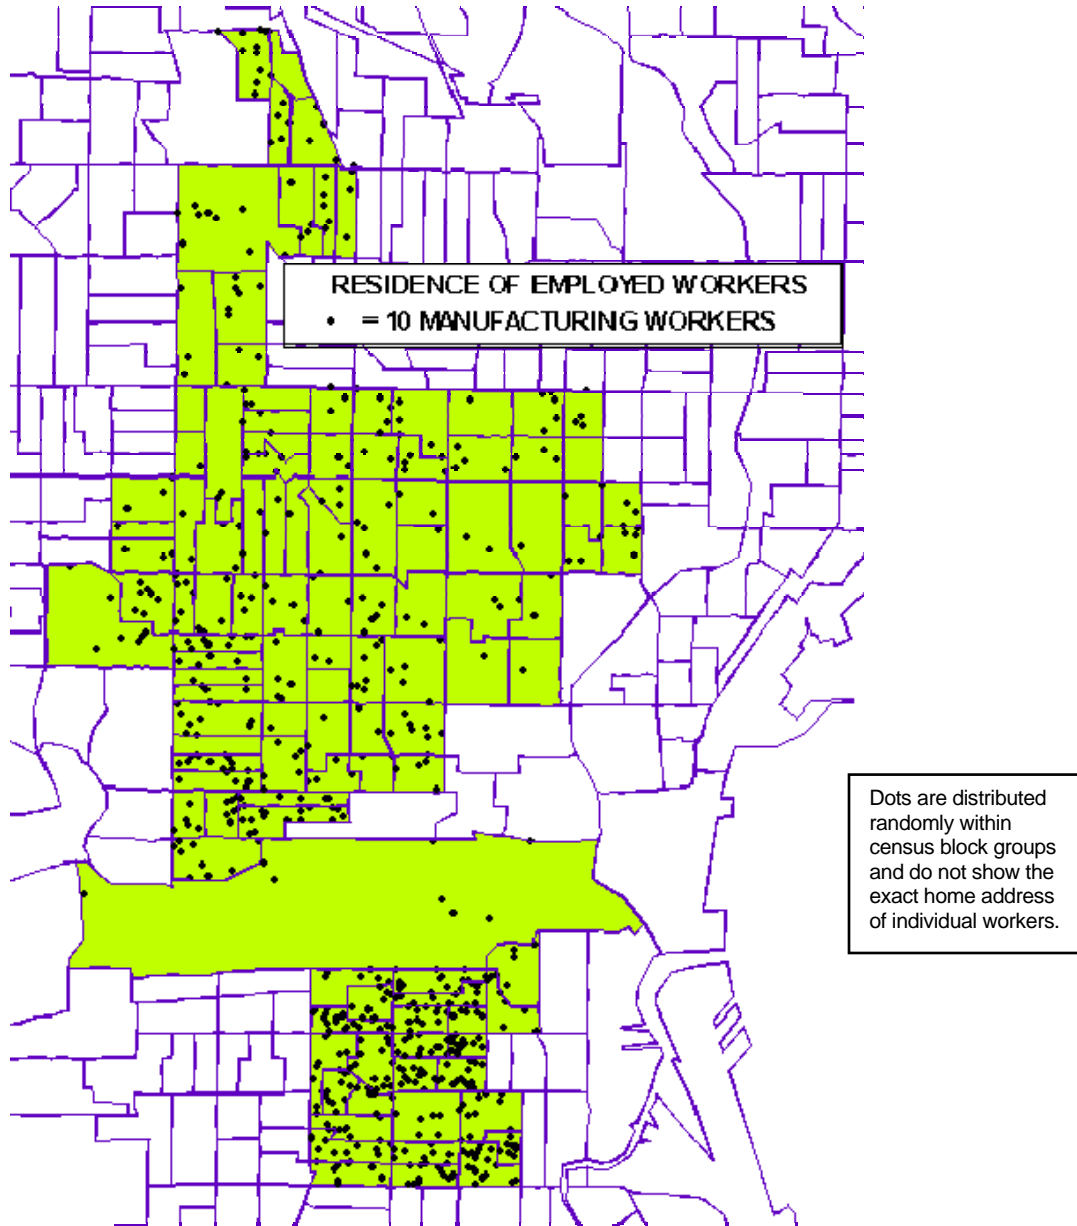 RESIDENCE OF EMPLOYED WORKERS
• = 10 MANUFACTURING WORKERS
Dots are distributed
randomly within
census block groups
and do not show the
exact home address
of individual workers.